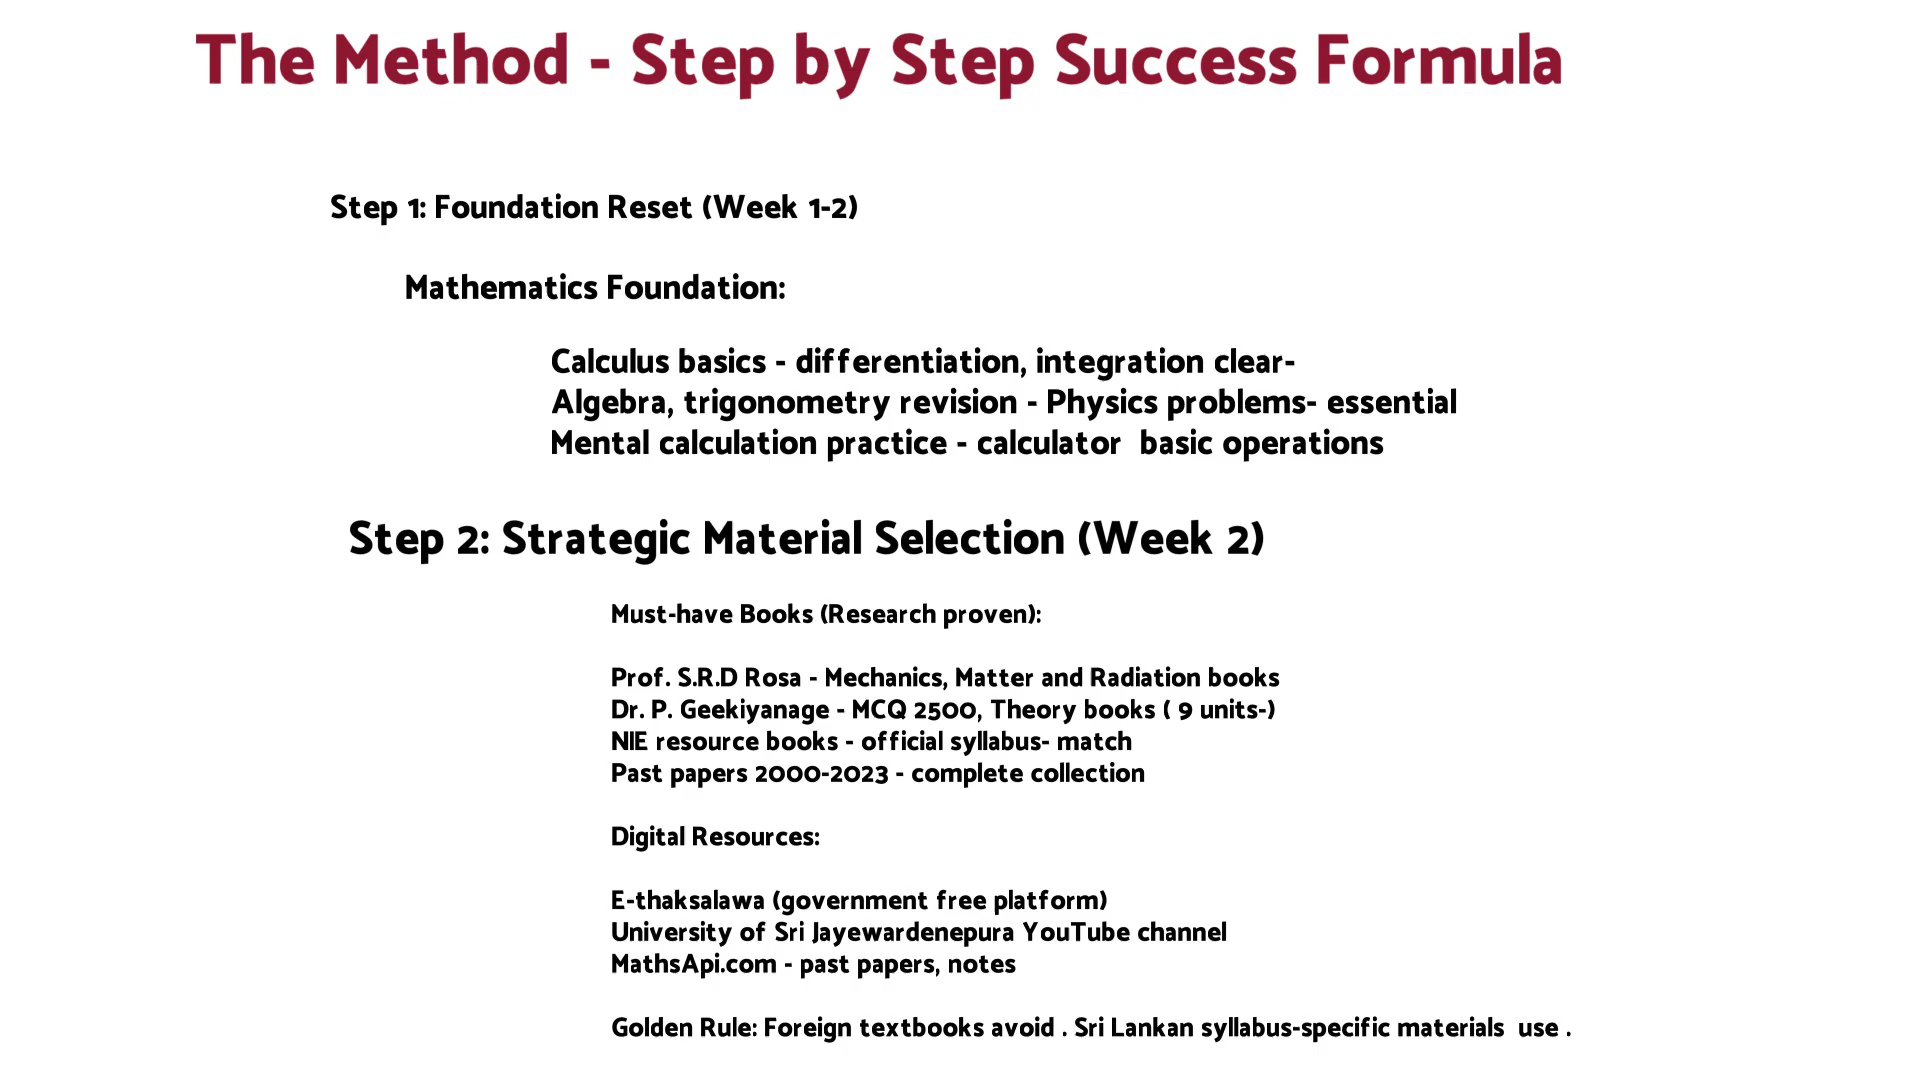 The Method - Step by Step Success Formula
Step 1: Foundation Reset (Week 1-2)
Mathematics Foundation:
Calculus basics - differentiation, integration clear-
Algebra, trigonometry revision - Physics problems- essential
Mental calculation practice - calculator  basic operations
Step 2: Strategic Material Selection (Week 2)
Must-have Books (Research proven):
Prof. S.R.D Rosa - Mechanics, Matter and Radiation books
Dr. P. Geekiyanage - MCQ 2500, Theory books ( 9 units-)
NIE resource books - official syllabus- match
Past papers 2000-2023 - complete collection
Digital Resources:
E-thaksalawa (government free platform)
University of Sri Jayewardenepura YouTube channel
MathsApi.com - past papers, notes
Golden Rule: Foreign textbooks avoid . Sri Lankan syllabus-specific materials  use .